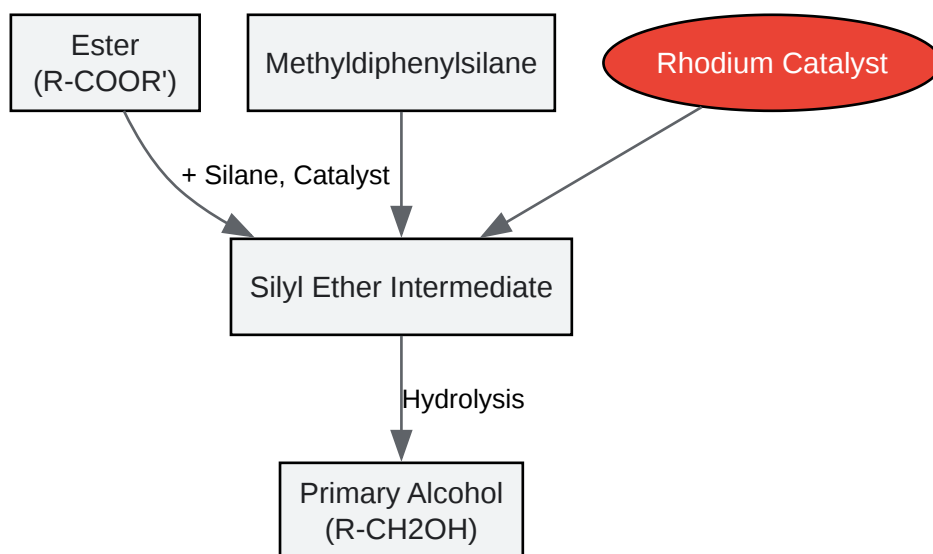 Ester
(R-COOR')
Methyldiphenylsilane
Rhodium Catalyst
+ Silane, Catalyst
Silyl Ether Intermediate
Hydrolysis
Primary Alcohol
(R-CH2OH)